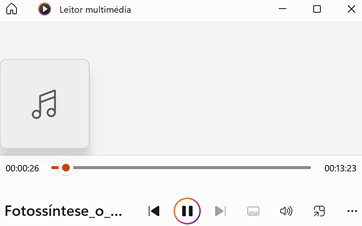 Leitor multimédia
00:00:26
00:13:23
Fotossíntese_o_...